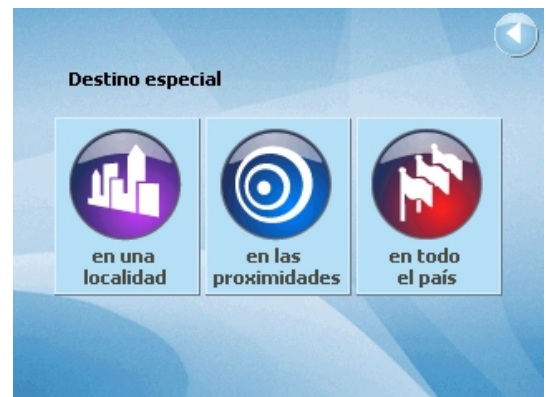 Destino especial
en una
localidad
en las
proximidades
en todo
el país